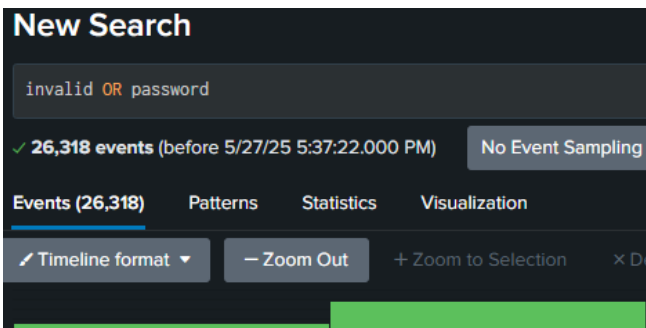 New Search
invalid OR password
✓ 26,318 events (before 5/27/25 5:37:22.000 PM) No Event Sampling
Events (26,318) Patterns Statistics Visualization
Timeline format ▼ — Zoom Out + Zoom to Selection ×